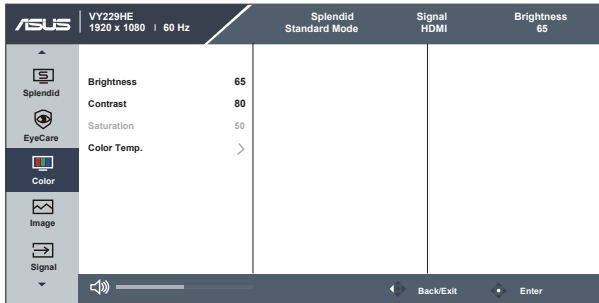 ASUS
VY229HE
1920 x 1080 | 60 Hz
Splendid
Standard Mode
Signal
HDMI
Brightness
65
Splendid
EyeCare
Color
Image
Signal
Brightness 65
Contrast 80
Saturation 50
Color Temp.
Back/Exit
Enter